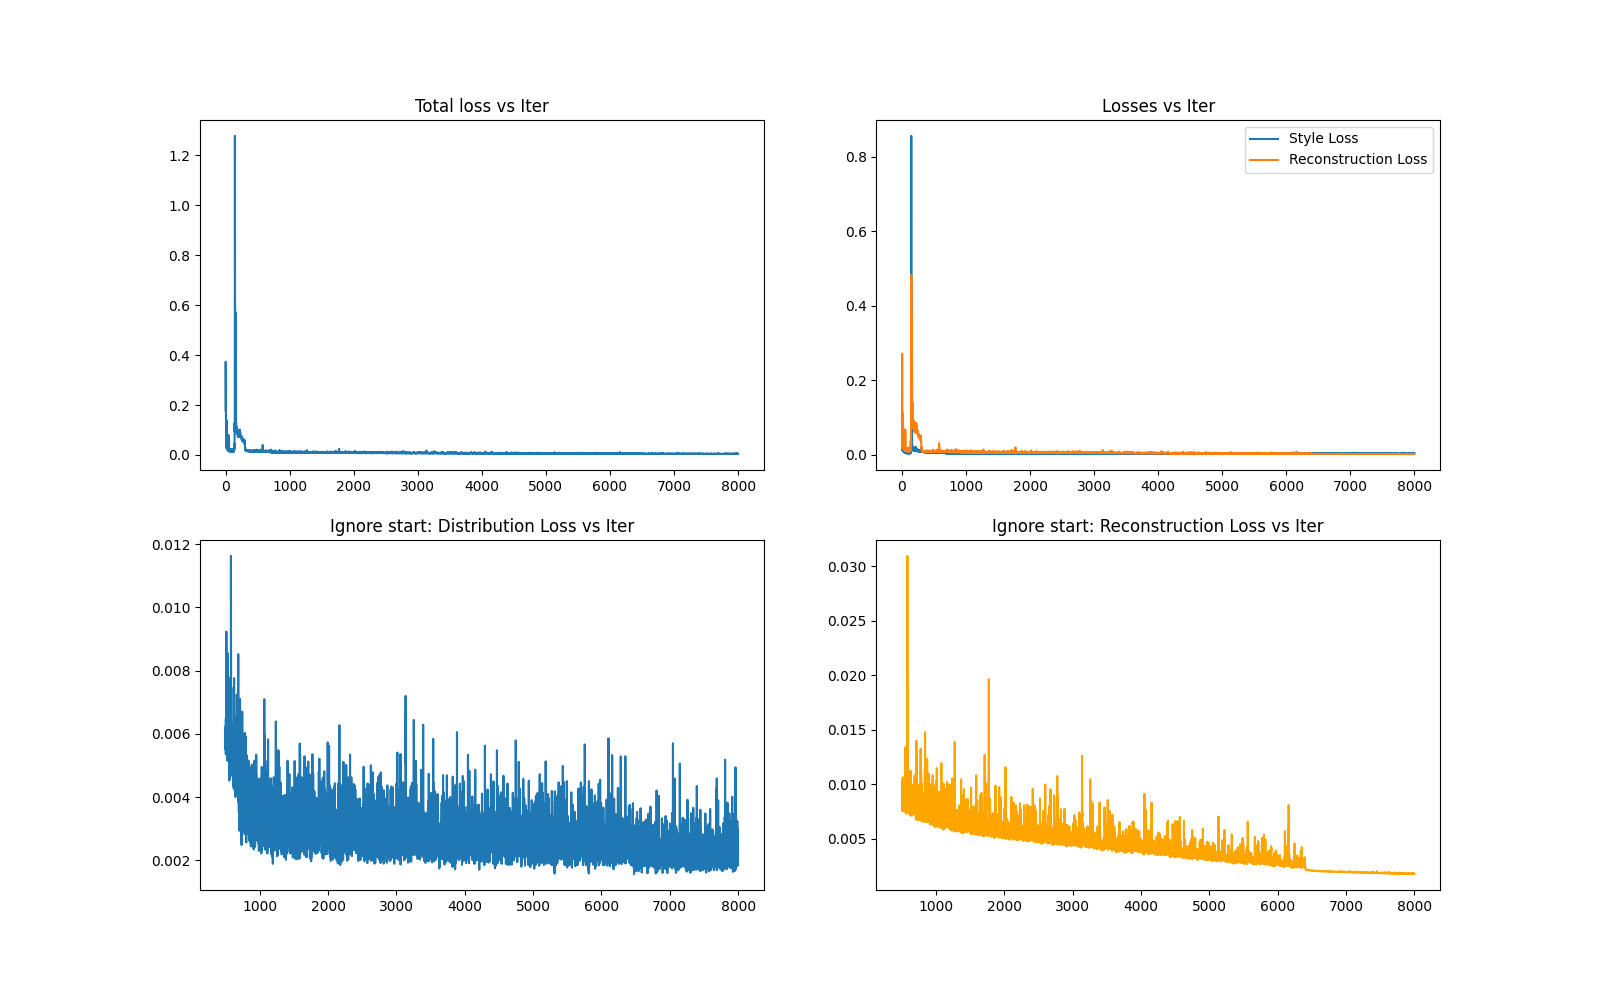 Total loss vs Iter
1.2
1.0
0.8
0.6
0.4
0.2
0.0
0 1000 2000 3000 4000 5000 6000 7000 8000
Losses vs Iter
Style Loss
Reconstruction Loss
0.8
0.6
0.4
0.2
0.0
0 1000 2000 3000 4000 5000 6000 7000 8000
Ignore start: Distribution Loss vs Iter
0.012
0.010
0.008
0.006
0.004
0.002
1000 2000 3000 4000 5000 6000 7000 8000
Ignore start: Reconstruction Loss vs Iter
0.030
0.025
0.020
0.015
0.010
0.005
1000 2000 3000 4000 5000 6000 7000 8000